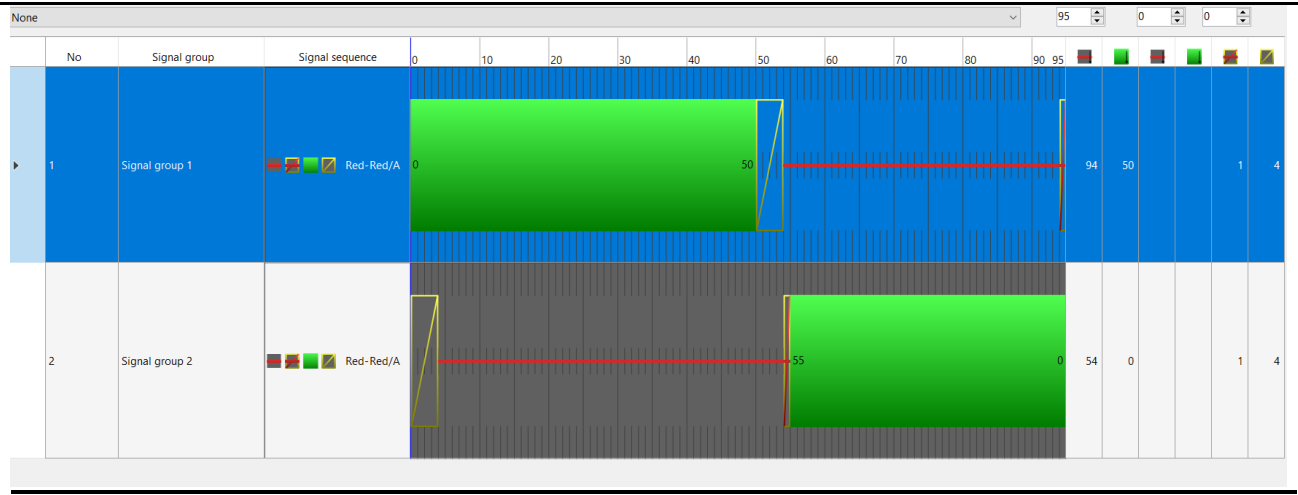 None 95 0 0
No Signal group Signal sequence 0 10 20 30 40 50 60 70 80 90 95
1 Signal group 1 Red-Red/A 0 50 94 50 1 4
2 Signal group 2 Red-Red/A 55 0 54 0 1 4